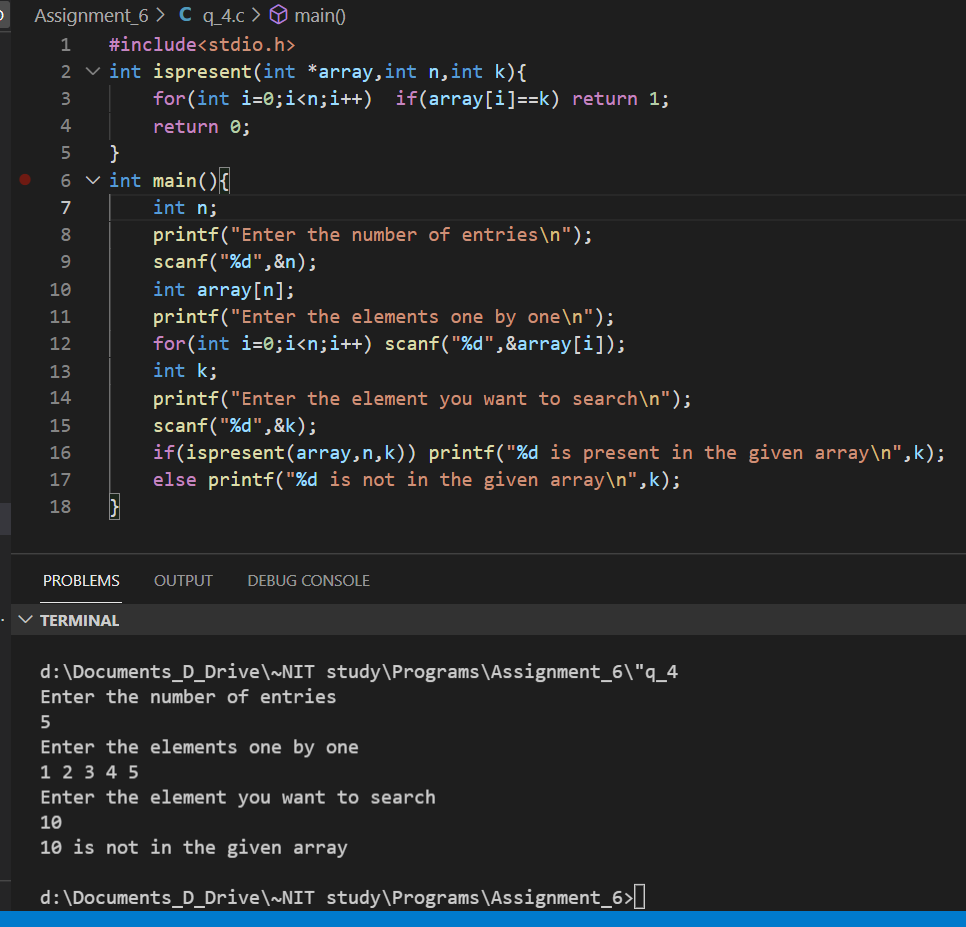 Assignment_6 > C q_4.c > main()
1 #include<stdio.h>
2 int ispresent(int *array,int n,int k){
3     for(int i=0;i<n;i++)  if(array[i]==k) return 1;
4     return 0;
5 }
6 int main(){
7     int n;
8     printf("Enter the number of entries\n");
9     scanf("%d",&n);
10     int array[n];
11     printf("Enter the elements one by one\n");
12     for(int i=0;i<n;i++) scanf("%d",&array[i]);
13     int k;
14     printf("Enter the element you want to search\n");
15     scanf("%d",&k);
16     if(ispresent(array,n,k)) printf("%d is present in the given array\n",k);
17     else printf("%d is not in the given array\n",k);
18 }
PROBLEMS OUTPUT DEBUG CONSOLE
TERMINAL
d:\Documents_D_Drive\~NIT study\Programs\Assignment_6\"q_4
Enter the number of entries
5
Enter the elements one by one
1 2 3 4 5
Enter the element you want to search
10
10 is not in the given array
d:\Documents_D_Drive\~NIT study\Programs\Assignment_6>